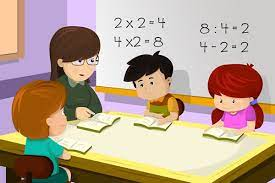 2 x 2 = 4
4 x 2 = 8
8 : 4 = 2
4 - 2 = 2